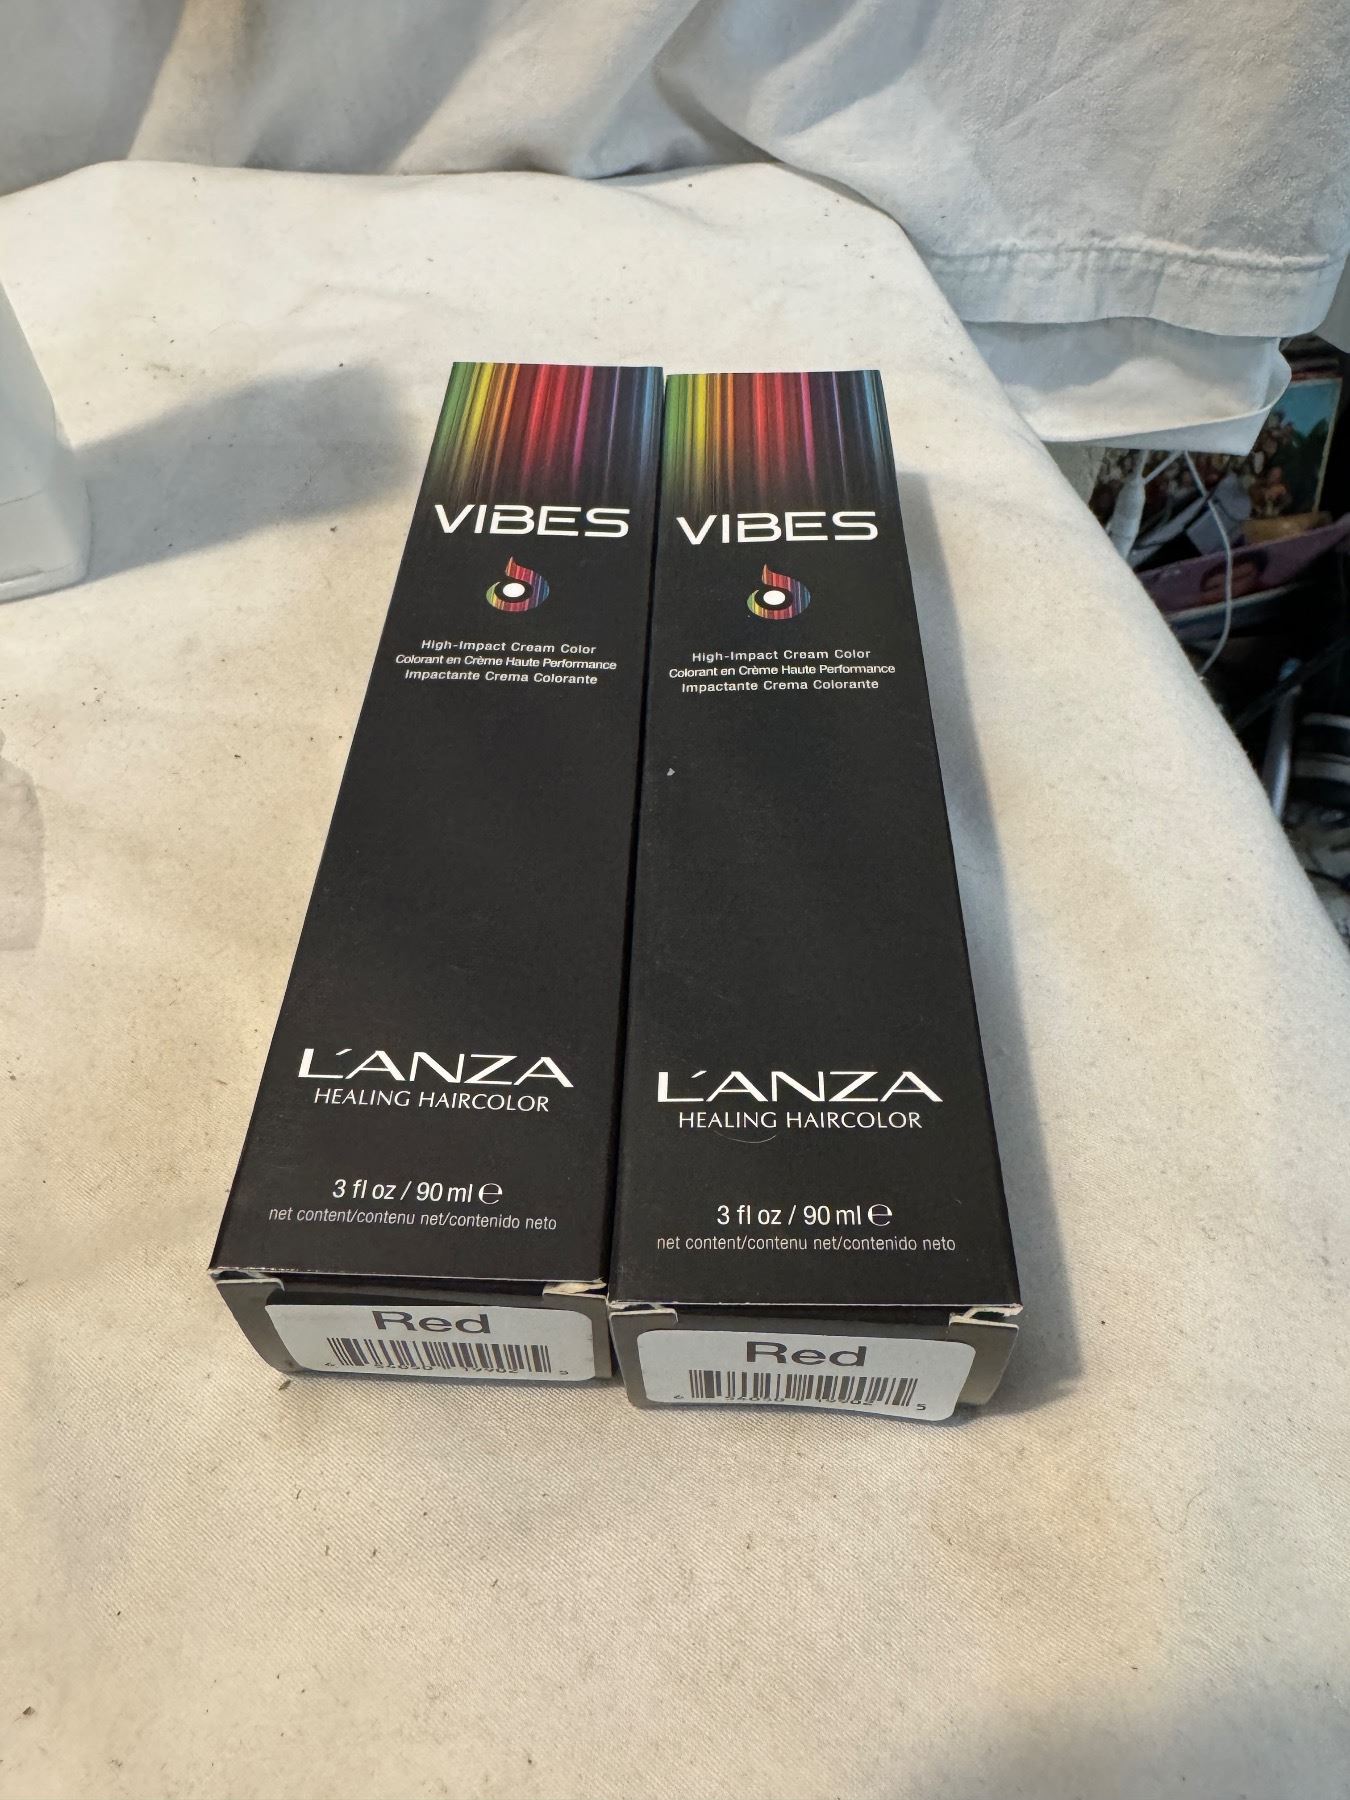 VIBES
High-Impact Cream Color
Colorant en Crème Haute Performance
Impactante Crema Colorante
L'ANZA
HEALING HAIRCOLOR
3 fl oz / 90 ml ℮
net content/contenu net/contenido neto
Red
VIBES
High-Impact Cream Color
Colorant en Crème Haute Performance
Impactante Crema Colorante
L'ANZA
HEALING HAIRCOLOR
3 fl oz / 90 ml ℮
net content/contenu net/contenido neto
Red